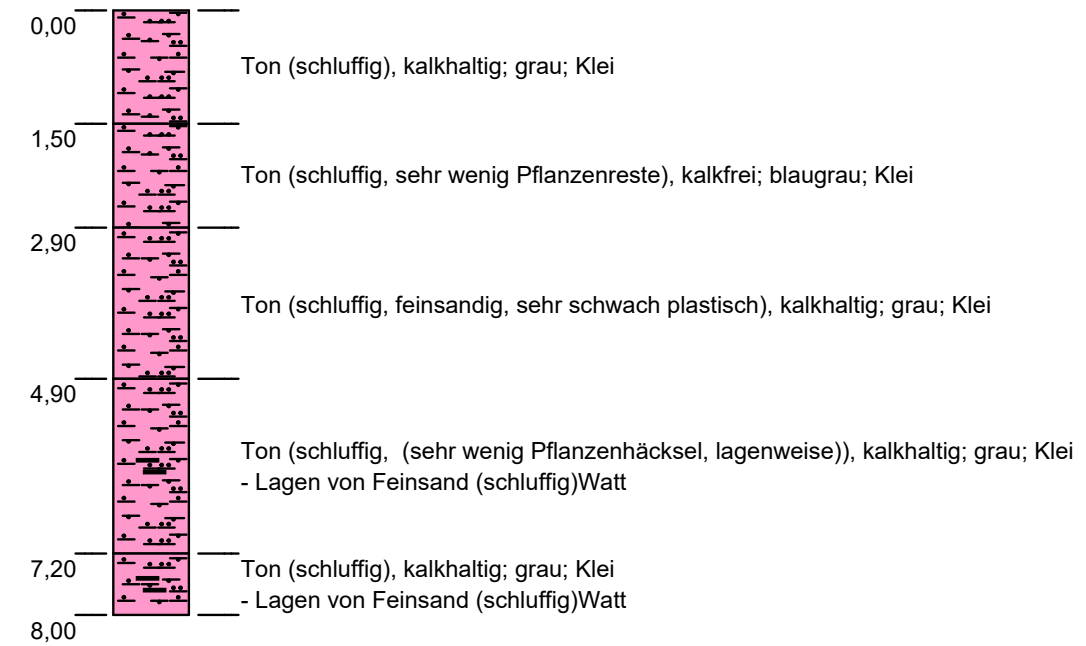 0,00
Ton (schluffig), kalkhaltig; grau; Klei
1,50
Ton (schluffig, sehr wenig Pflanzenreste), kalkfrei; blaugrau; Klei
2,90
Ton (schluffig, feinsandig, sehr schwach plastisch), kalkhaltig; grau; Klei
4,90
Ton (schluffig,  (sehr wenig Pflanzenhäcksel, lagenweise)), kalkhaltig; grau; Klei
- Lagen von Feinsand (schluffig)Watt
7,20
Ton (schluffig), kalkhaltig; grau; Klei
- Lagen von Feinsand (schluffig)Watt
8,00